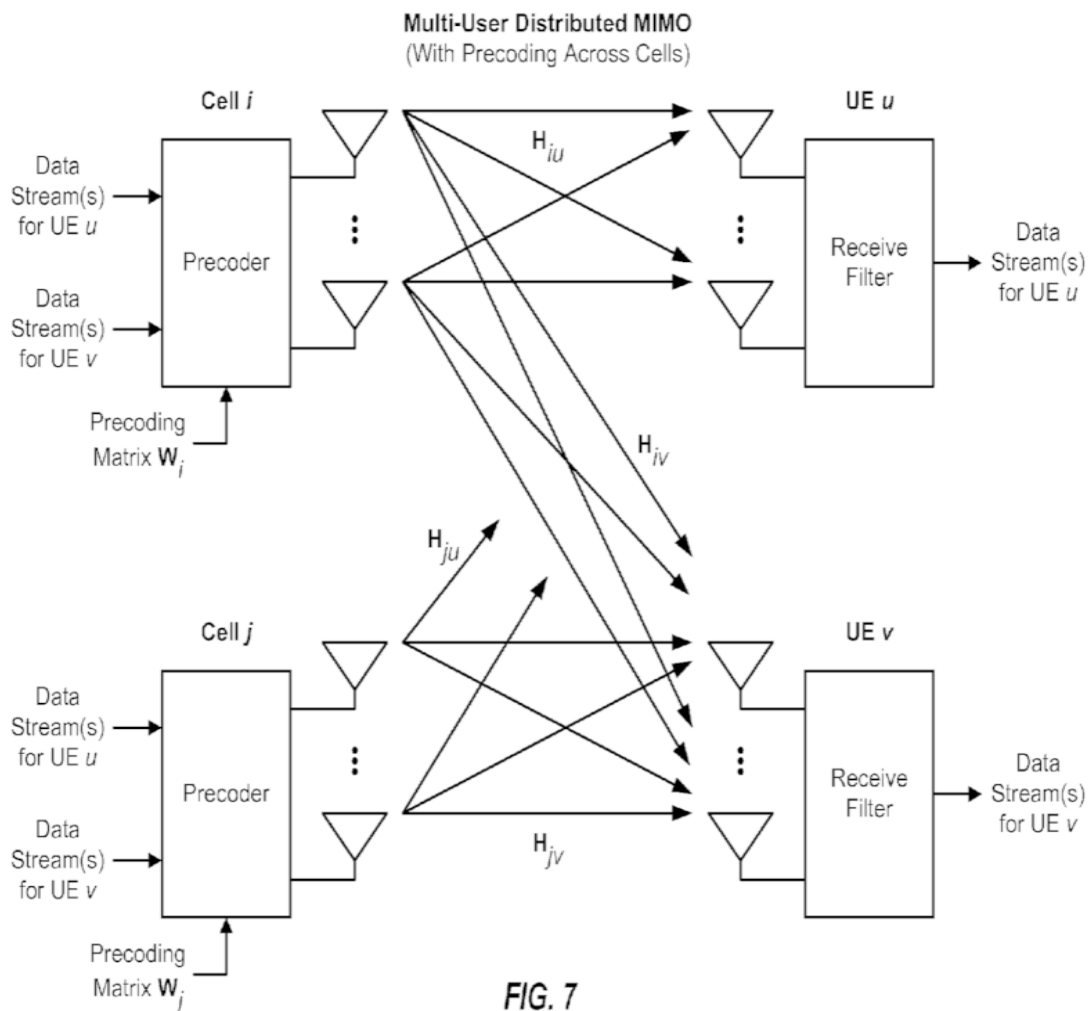 Multi-User Distributed MIMO
(With Precoding Across Cells)
Cell i
UE u
Data
Stream(s)
for UE u
Data
Stream(s)
for UE v
Precoder
Precoding
Matrix W_i
H_iu
H_iv
Receive
Filter
Data
Stream(s)
for UE u
H_ju
Cell j
UE v
Data
Stream(s)
for UE u
Data
Stream(s)
for UE v
Precoder
Precoding
Matrix W_j
H_jv
Receive
Filter
Data
Stream(s)
for UE v
FIG. 7